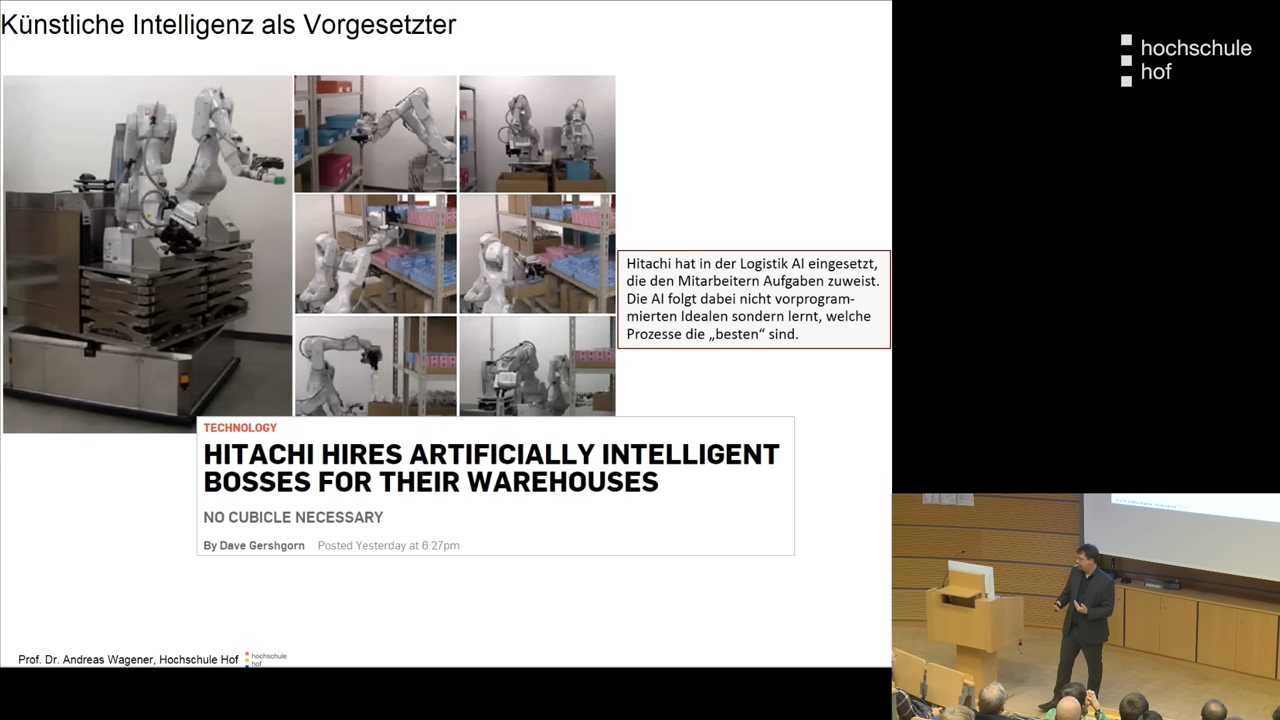 Künstliche Intelligenz als Vorgesetzter
hochschule
hof
Hitachi hat in der Logistik AI eingesetzt,
die den Mitarbeitern Aufgaben zuweist.
Die AI folgt dabei nicht vorprogram-
mierten Idealen sondern lernt, welche
Prozesse die „besten“ sind.
TECHNOLOGY
HITACHI HIRES ARTIFICIALLY INTELLIGENT
BOSSES FOR THEIR WAREHOUSES
NO CUBICLE NECESSARY
By Dave Gershgorn Posted Yesterday at 6:27pm
Prof. Dr. Andreas Wagener, Hochschule Hof
hochschule
hof